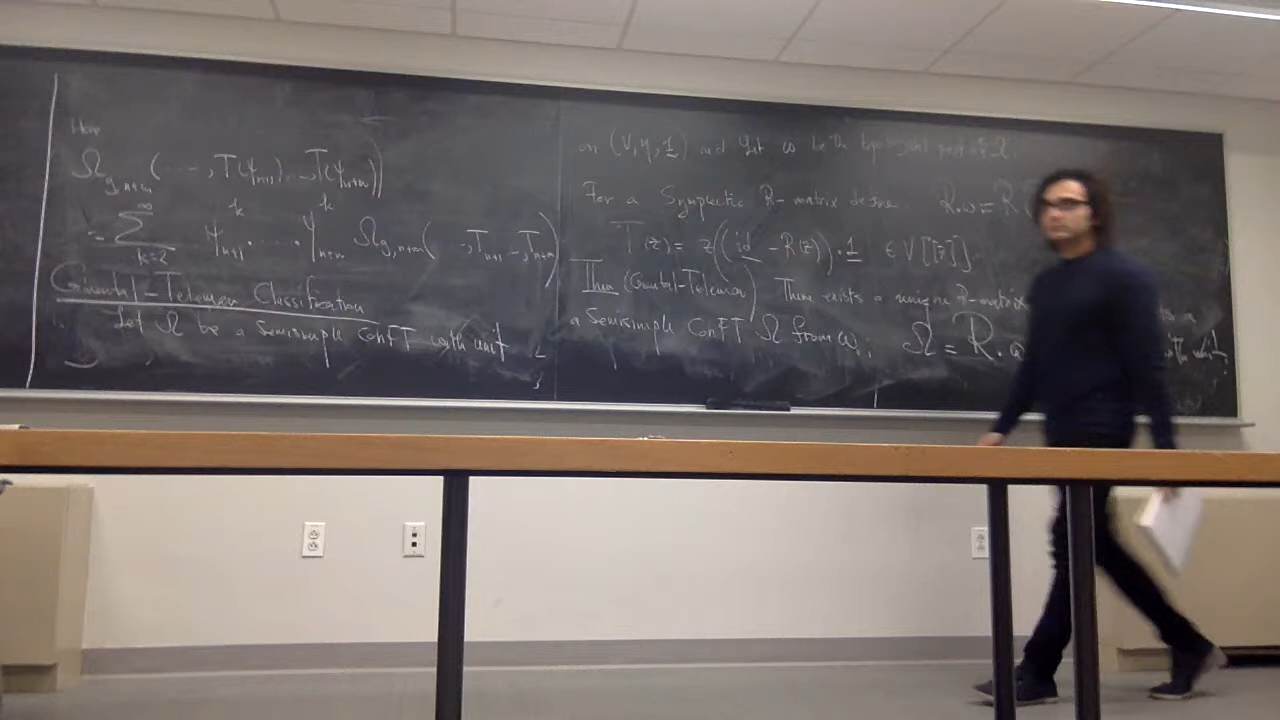 Here
Ω_{g,n+m}(⋯, T(ψ_{n+1}), … T(ψ_{n+m}))
= ∑_{k=2}^{∞} ψ_{n+1}^{k} ⋯ ψ_{n+m}^{k} Ω_{g,n+m}( , T_{n+1} … T_{n+m})
Givental-Teleman Classification
Let Ω be a Semisimple CohFT with unit
on (V, η, 1) and let ω be the topological part of Ω.
For a Symplectic R-matrix define R.ω = R
T(z) = z((id - R(z)).1 ∈ V[[z]].
Thm (Givental-Teleman) There exists a unique R-matrix
a Semisimple CohFT Ω from ω; Ω = R. unit